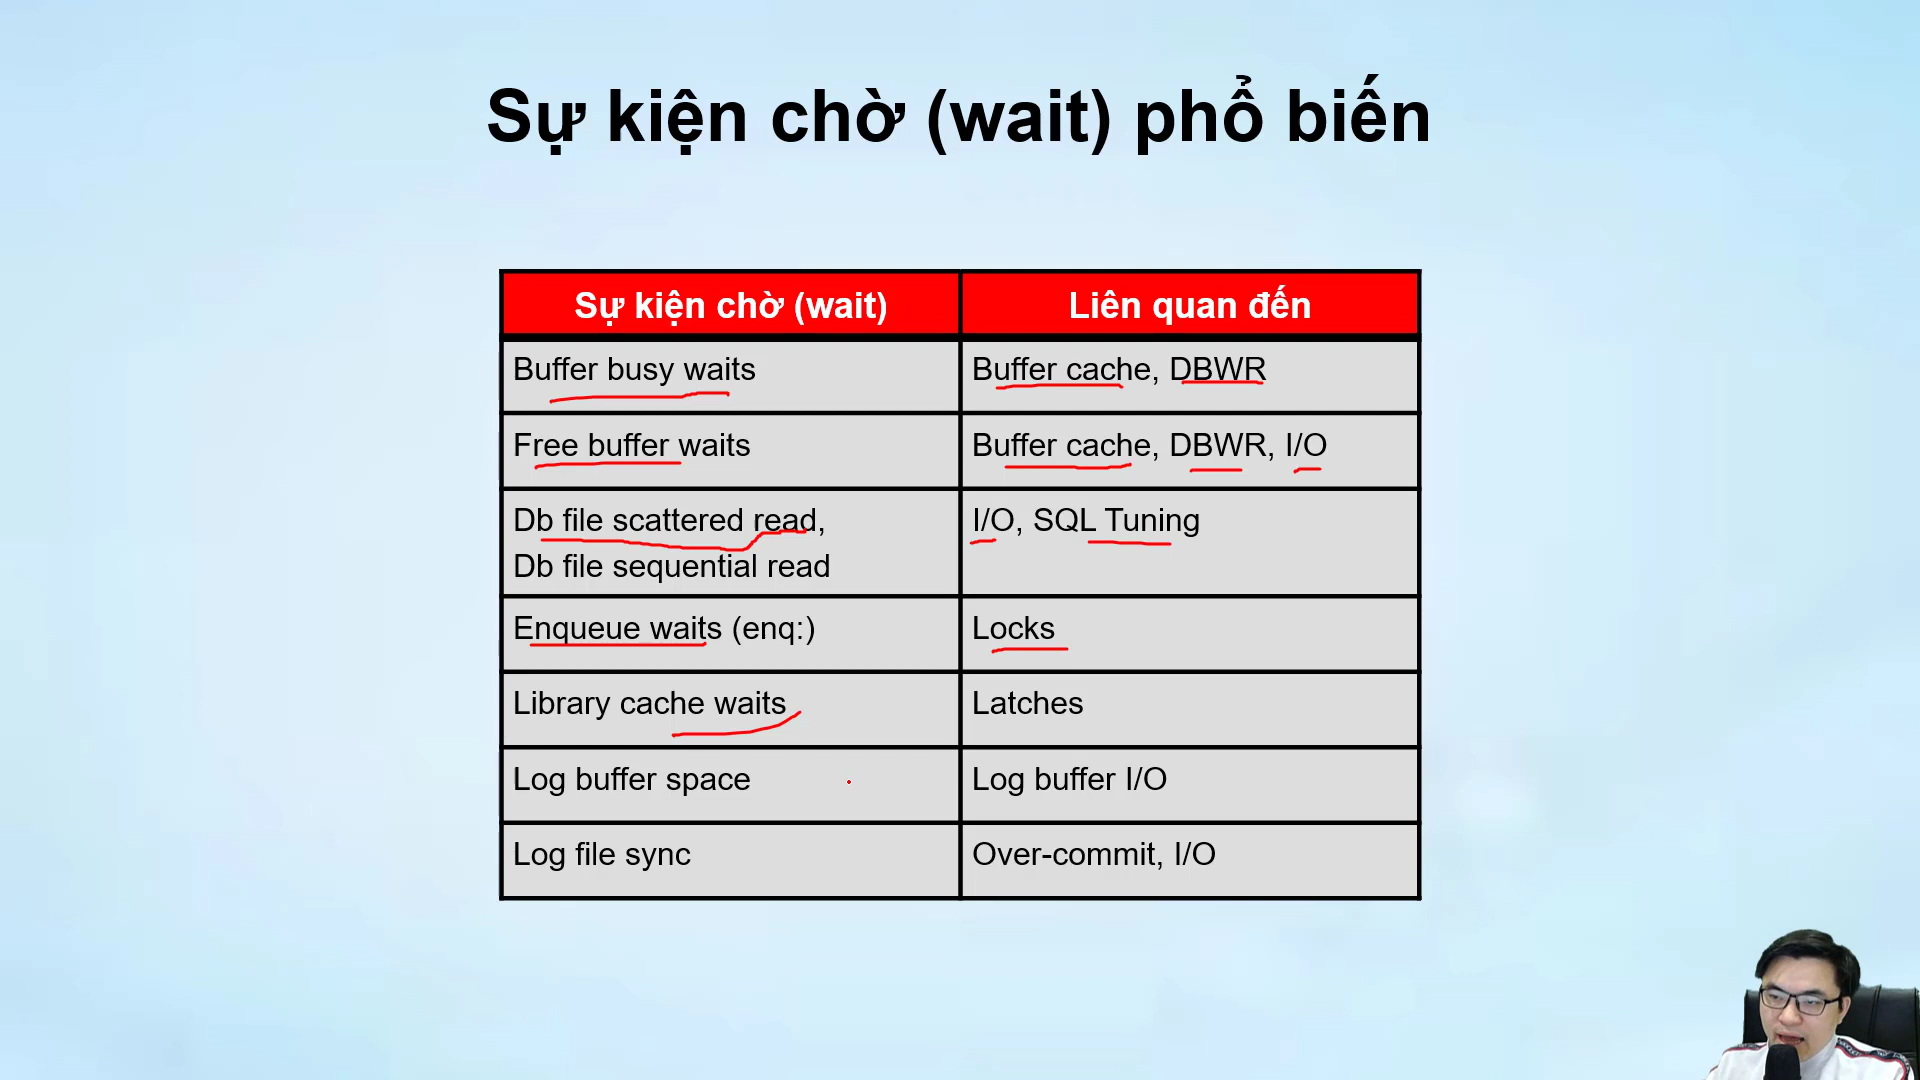 Sự kiện chờ (wait) phổ biến
Sự kiện chờ (wait)
Liên quan đến
Buffer busy waits
Buffer cache, DBWR
Free buffer waits
Buffer cache, DBWR, I/O
Db file scattered read,
Db file sequential read
I/O, SQL Tuning
Enqueue waits (enq:)
Locks
Library cache waits
Latches
Log buffer space
Log buffer I/O
Log file sync
Over-commit, I/O